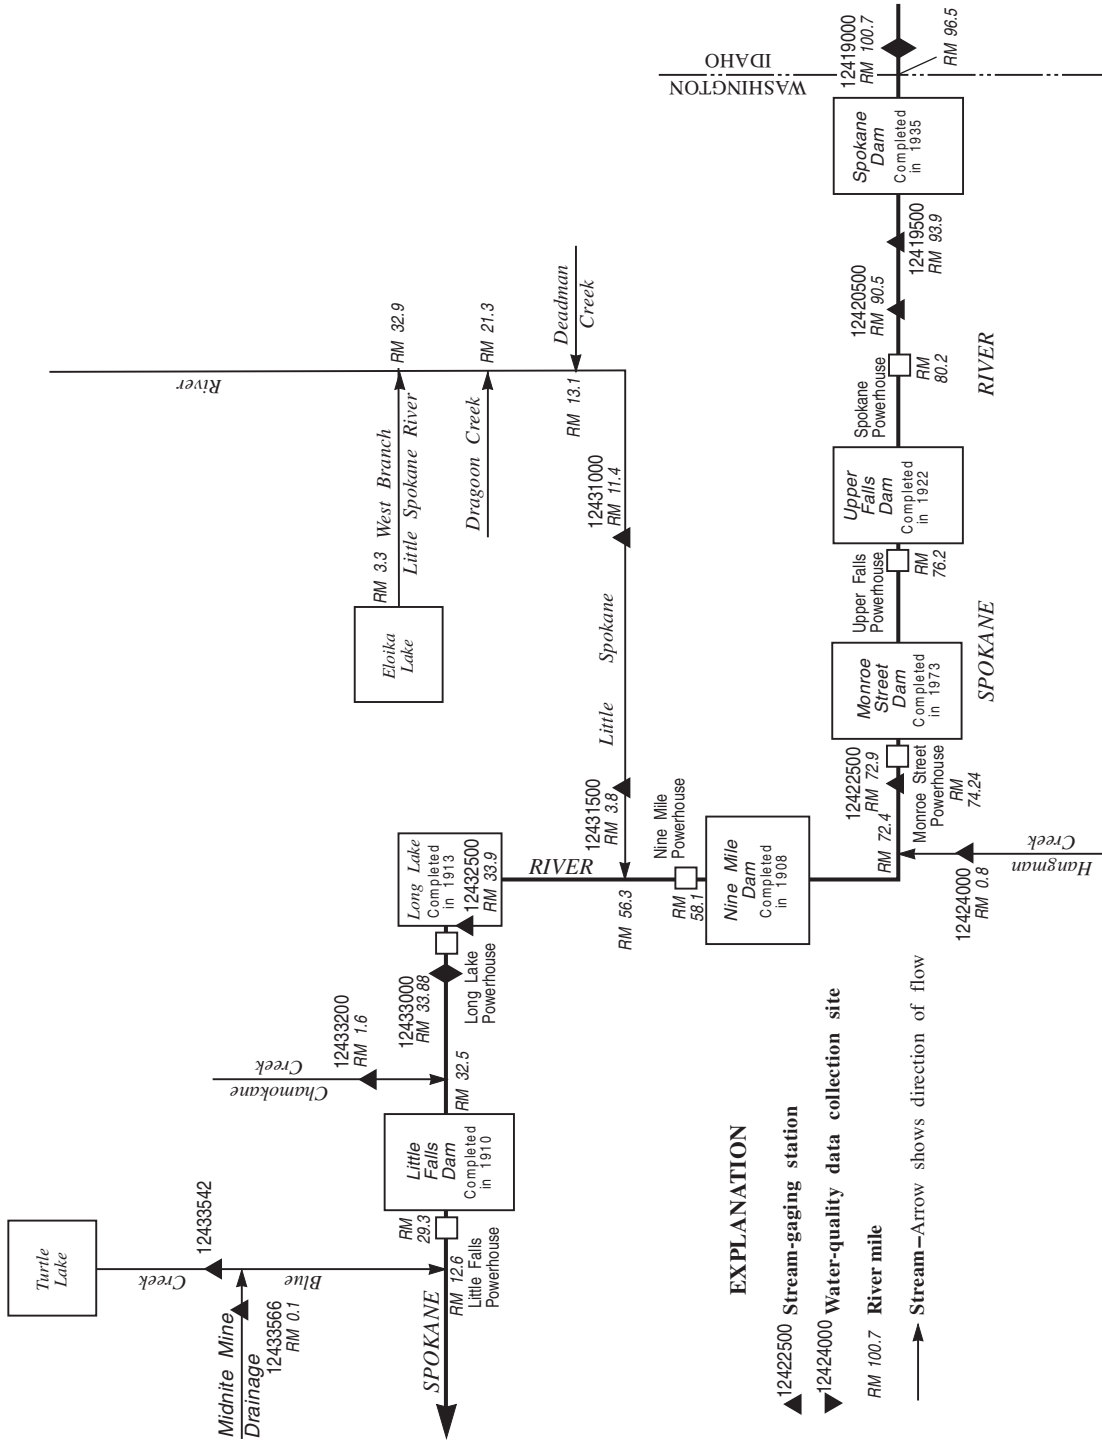 Turtle
Lake
Creek
12433542
Blue
Midnite Mine
Drainage
12433566
RM 0.1
SPOKANE
RM 12.6
Little Falls
Powerhouse
RM
29.3
Little
Falls
Dam
Completed
in 1910
Chamokane
Creek
12433200
RM 1.6
RM 32.5
12433000
RM 33.88
Long Lake
Powerhouse
Long Lake
Completed
in 1913
12432500
RM 33.9
RIVER
RM 56.3
12431500
RM 3.8
Little Spokane
12431000
RM 11.4
Eloika
Lake
RM 3.3 West Branch
Little Spokane River
RM 32.9
River
Dragoon Creek
RM 21.3
Deadman
Creek
RM 13.1
Nine Mile
Powerhouse
RM
58.1
Nine Mile
Dam
Completed
in 1908
RM 72.4
12424000
RM 0.8
Hangman
Creek
12422500
RM 72.9
Monroe Street
Powerhouse
RM
74.24
Monroe
Street
Dam
Completed
in 1973
SPOKANE
Upper Falls
Powerhouse
RM
76.2
Upper
Falls
Dam
Completed
in 1922
Spokane
Powerhouse
RM
80.2
RIVER
12420500
RM 90.5
12419500
RM 93.9
Spokane
Dam
Completed
in 1935
WASHINGTON
IDAHO
12419000
RM 100.7
RM 96.5
EXPLANATION
12422500 Stream-gaging station
12424000 Water-quality data collection site
RM 100.7 River mile
Stream–Arrow shows direction of flow